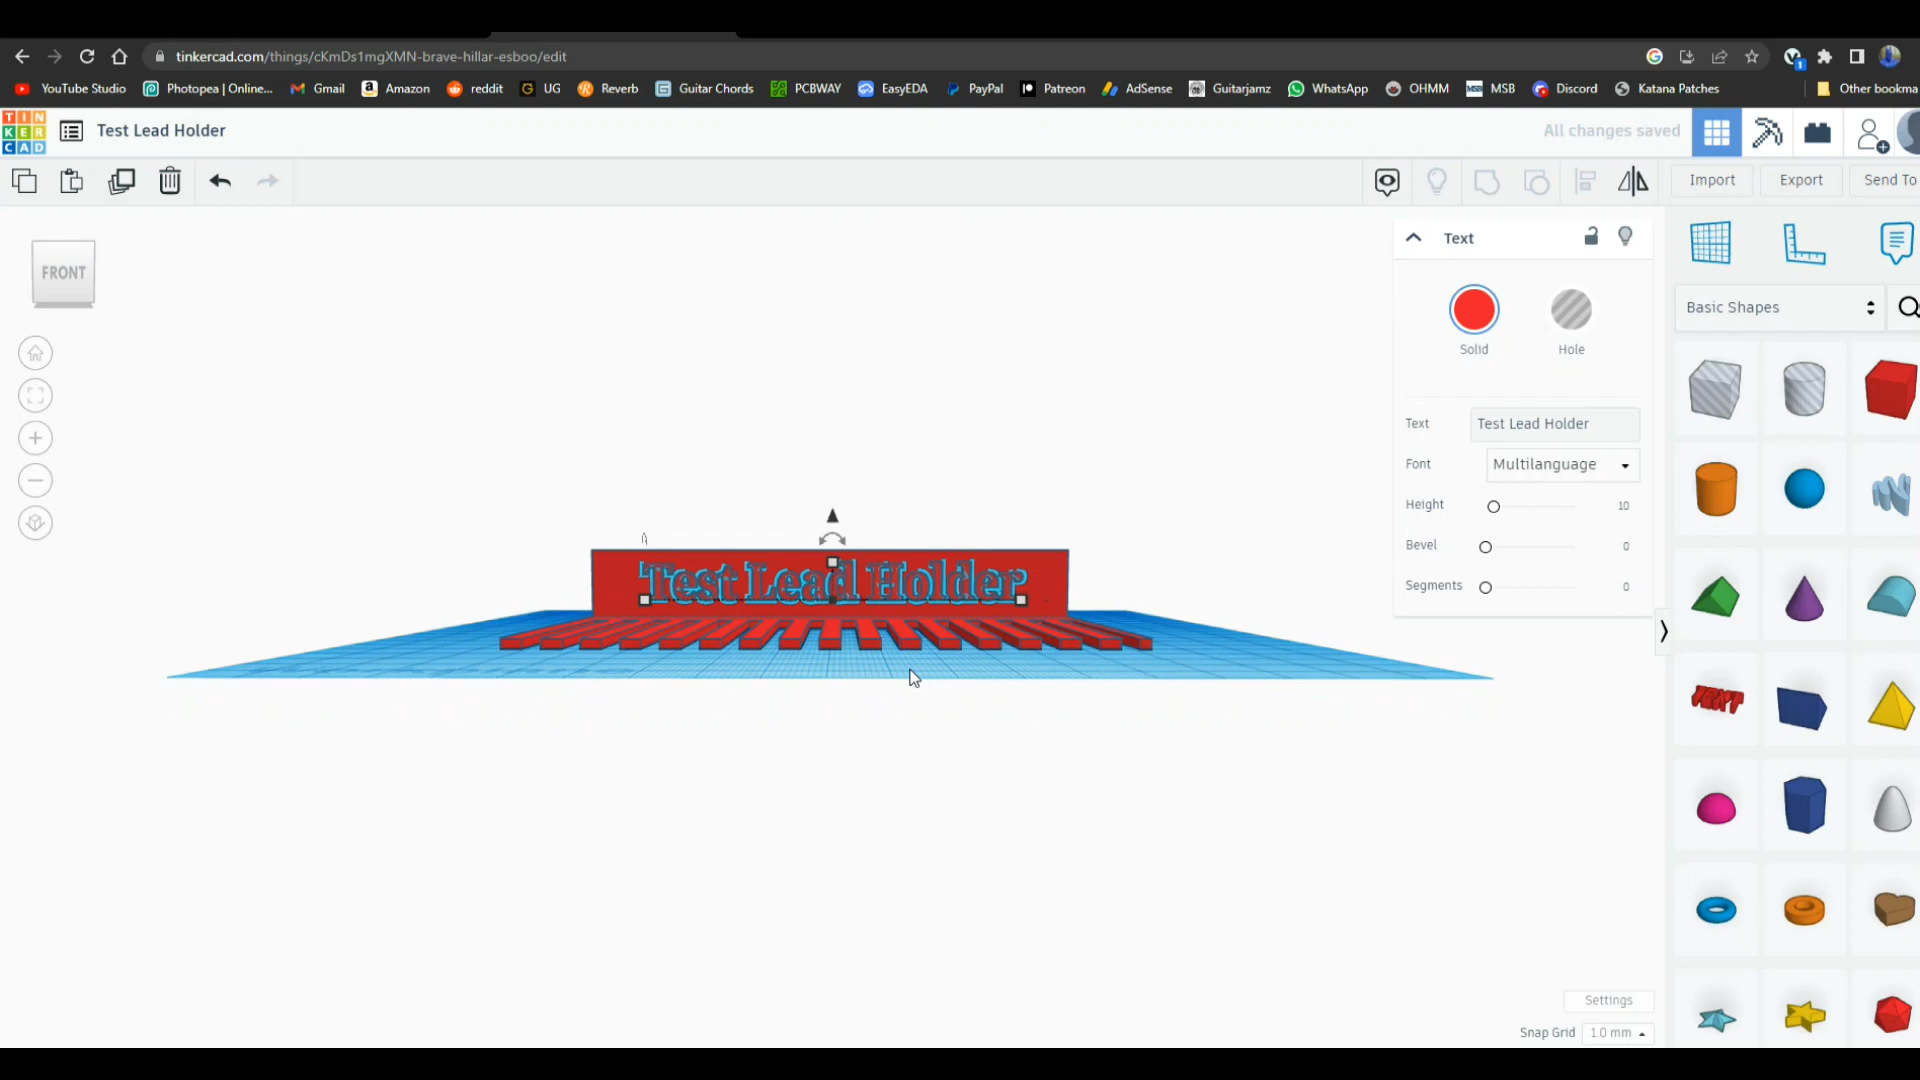 tinkercad.com/things/cKmDs1mgXMN-brave-hillar-esboo/edit
1
YouTube Studio
Photopea | Online...
Gmail
Amazon
reddit
UG
Reverb
Guitar Chords
PCBWAY
EasyEDA
PayPal
Patreon
AdSense
Guitarjamz
WhatsApp
OHMM
MSB
Discord
Katana Patches
Other bookma
TIN
KER
CAD
Test Lead Holder
All changes saved
Import
Export
Send To
FRONT
Text
Solid
Hole
Text
Test Lead Holder
Font
Multilanguage
Height
10
Bevel
0
Segments
0
Basic Shapes
Test Lead Holder
TEXT
Settings
Snap Grid
1.0 mm